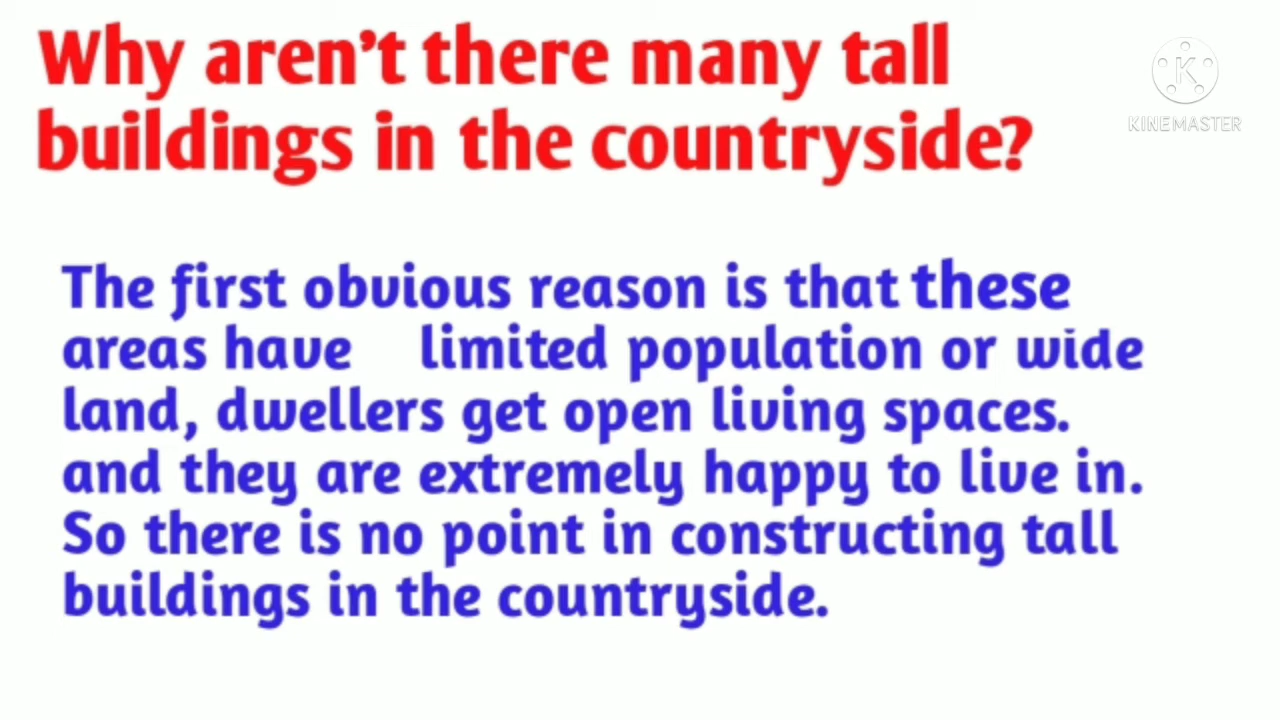 Why aren't there many tall
buildings in the countryside?
K
KINEMASTER
The first obvious reason is that these
areas have limited population or wide
land, dwellers get open living spaces.
and they are extremely happy to live in.
So there is no point in constructing tall
buildings in the countryside.